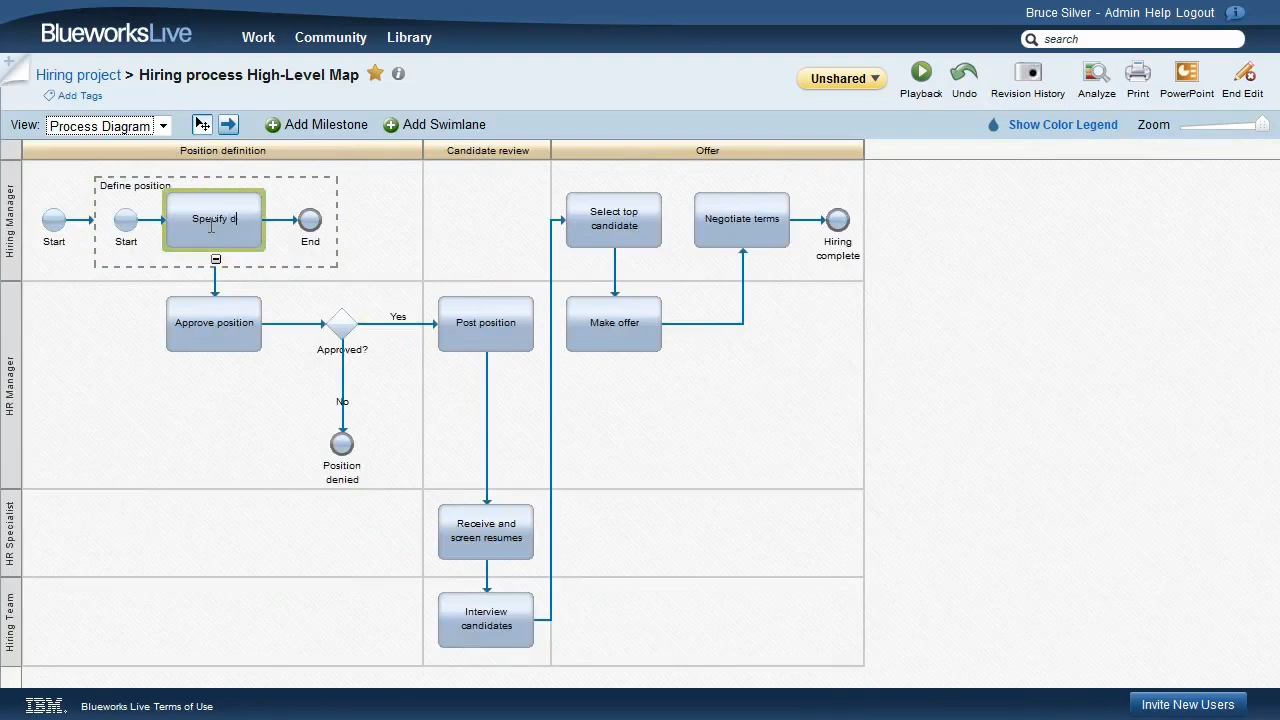 Bruce Silver - Admin Help Logout
BlueworksLive
Work
Community
Library
search
Hiring project > Hiring process High-Level Map
Add Tags
Unshared
Playback
Undo
Revision History
Analyze
Print
PowerPoint
End Edit
View:
Process Diagram
Add Milestone
Add Swimlane
Show Color Legend
Zoom
Position definition
Candidate review
Offer
Hiring Manager
Define position
Start
Start
Specify d
End
Select top
candidate
Negotiate terms
Hiring
complete
HR Manager
Approve position
Approved?
Yes
No
Position
denied
Post position
Make offer
HR Specialist
Receive and
screen resumes
Hiring Team
Interview
candidates
IBM.
Blueworks Live Terms of Use
Invite New Users